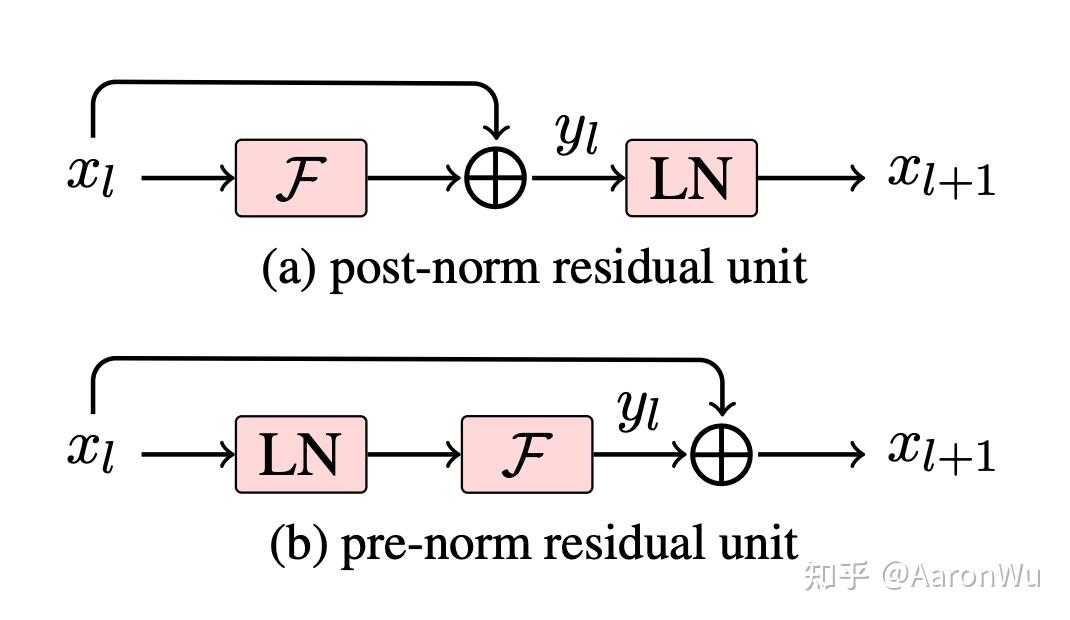 x_l F ⊕ y_l LN x_{l+1}
(a) post-norm residual unit
x_l LN F y_l ⊕ x_{l+1}
(b) pre-norm residual unit
知乎 @AaronWu